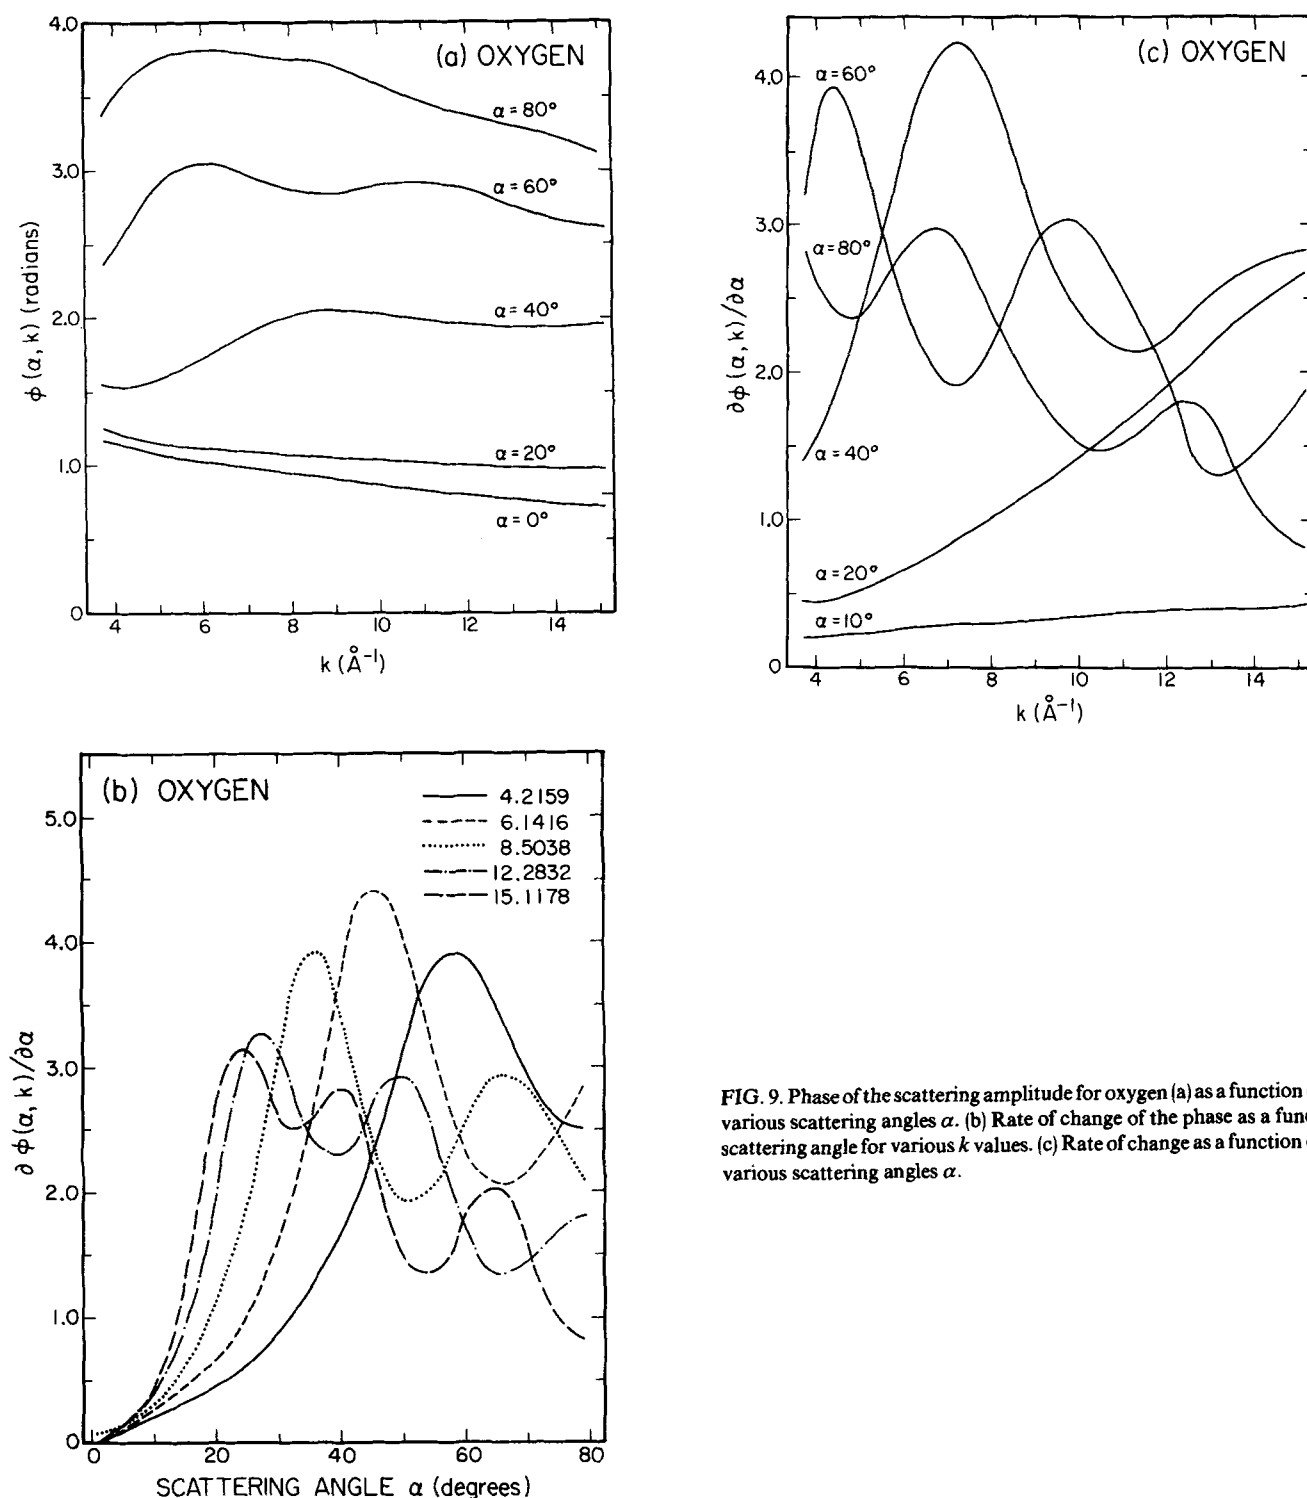 (a) OXYGEN
4.0
3.0
2.0
1.0
0
ϕ (α, k) (radians)
α = 80°
α = 60°
α = 40°
α = 20°
α = 0°
4 6 8 10 12 14
k (Å⁻¹)
(c) OXYGEN
4.0
3.0
2.0
1.0
0
∂ϕ (α, k) / ∂α
α = 60°
α = 80°
α = 40°
α = 20°
α = 10°
4 6 8 10 12 14
k (Å⁻¹)
(b) OXYGEN
4.2159
6.1416
8.5038
12.2832
15.1178
5.0
4.0
3.0
2.0
1.0
0
∂ϕ (α, k) / ∂α
0 20 40 60 80
SCATTERING ANGLE α (degrees)
FIG. 9. Phase of the scattering amplitude for oxygen (a) as a function
various scattering angles α. (b) Rate of change of the phase as a func
scattering angle for various k values. (c) Rate of change as a function
various scattering angles α.